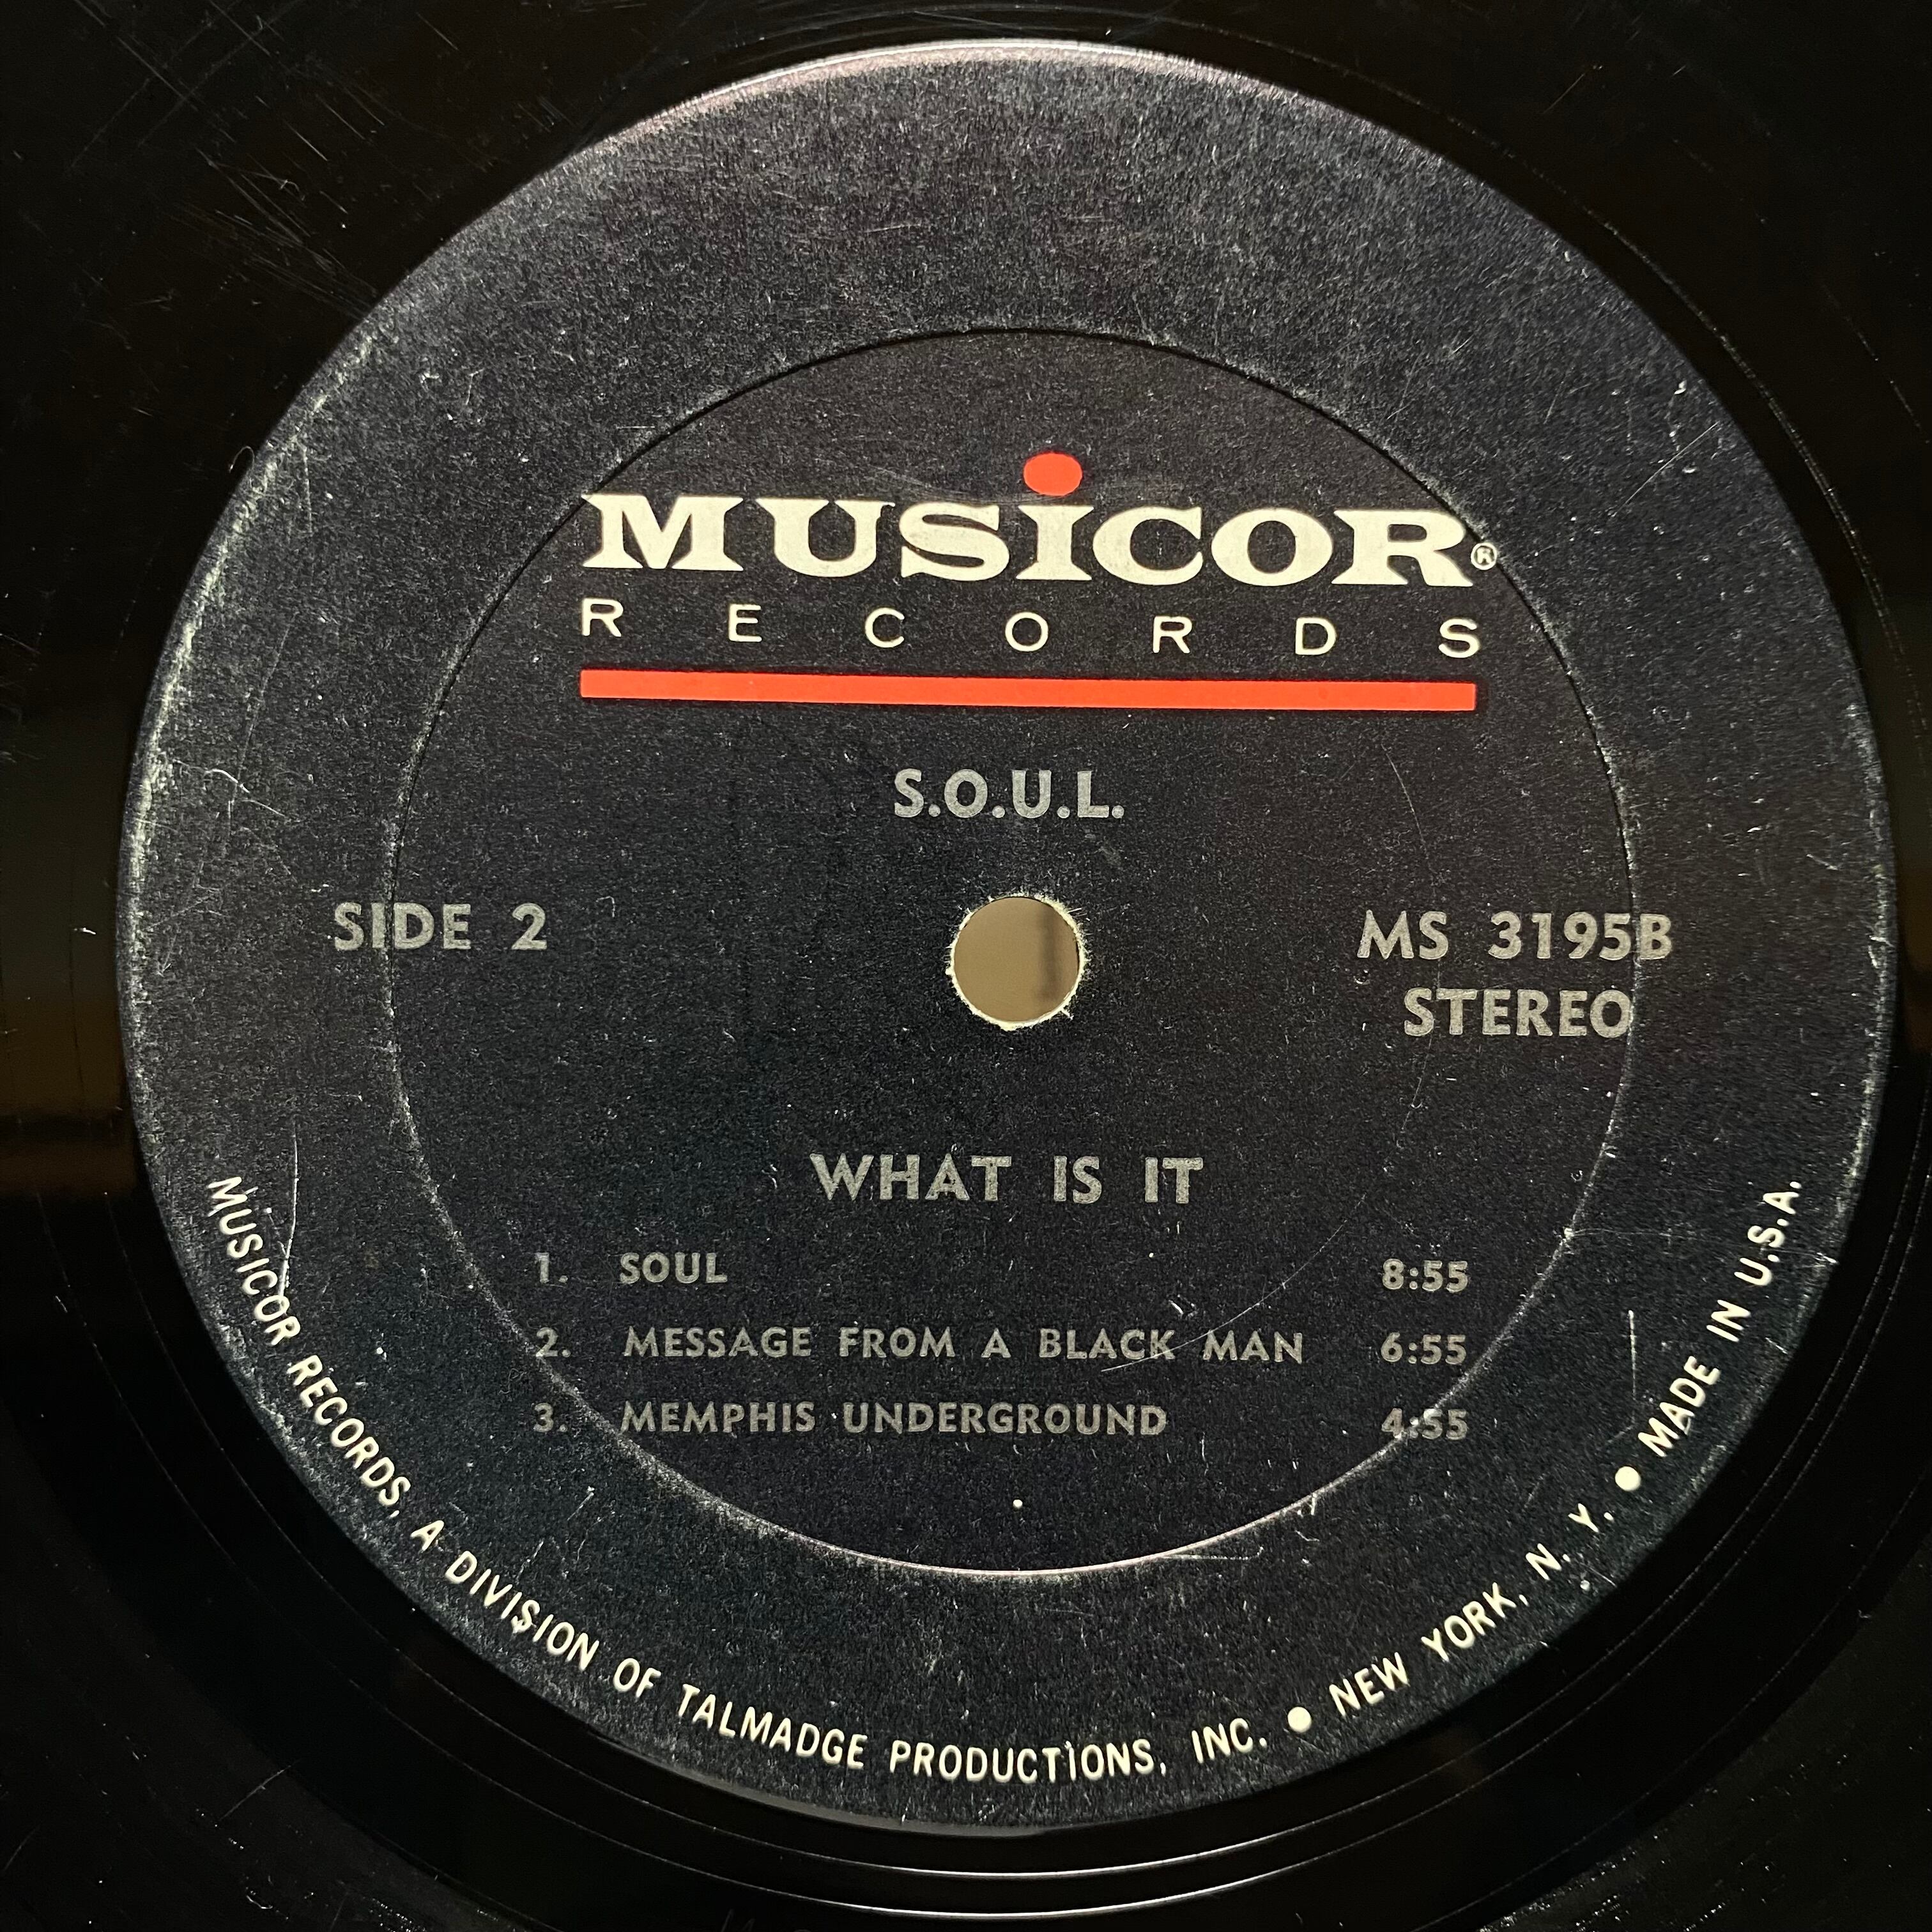 MUSiCOR®
RECORDS
S.O.U.L.
SIDE 2
MS 3195B
STEREO
WHAT IS IT
1. SOUL 8:55
2. MESSAGE FROM A BLACK MAN 6:55
3. MEMPHIS UNDERGROUND 4:55
MUSICOR RECORDS, A DIVISION OF TALMADGE PRODUCTIONS, INC. ● NEW YORK, N. Y. ● MADE IN U.S.A.